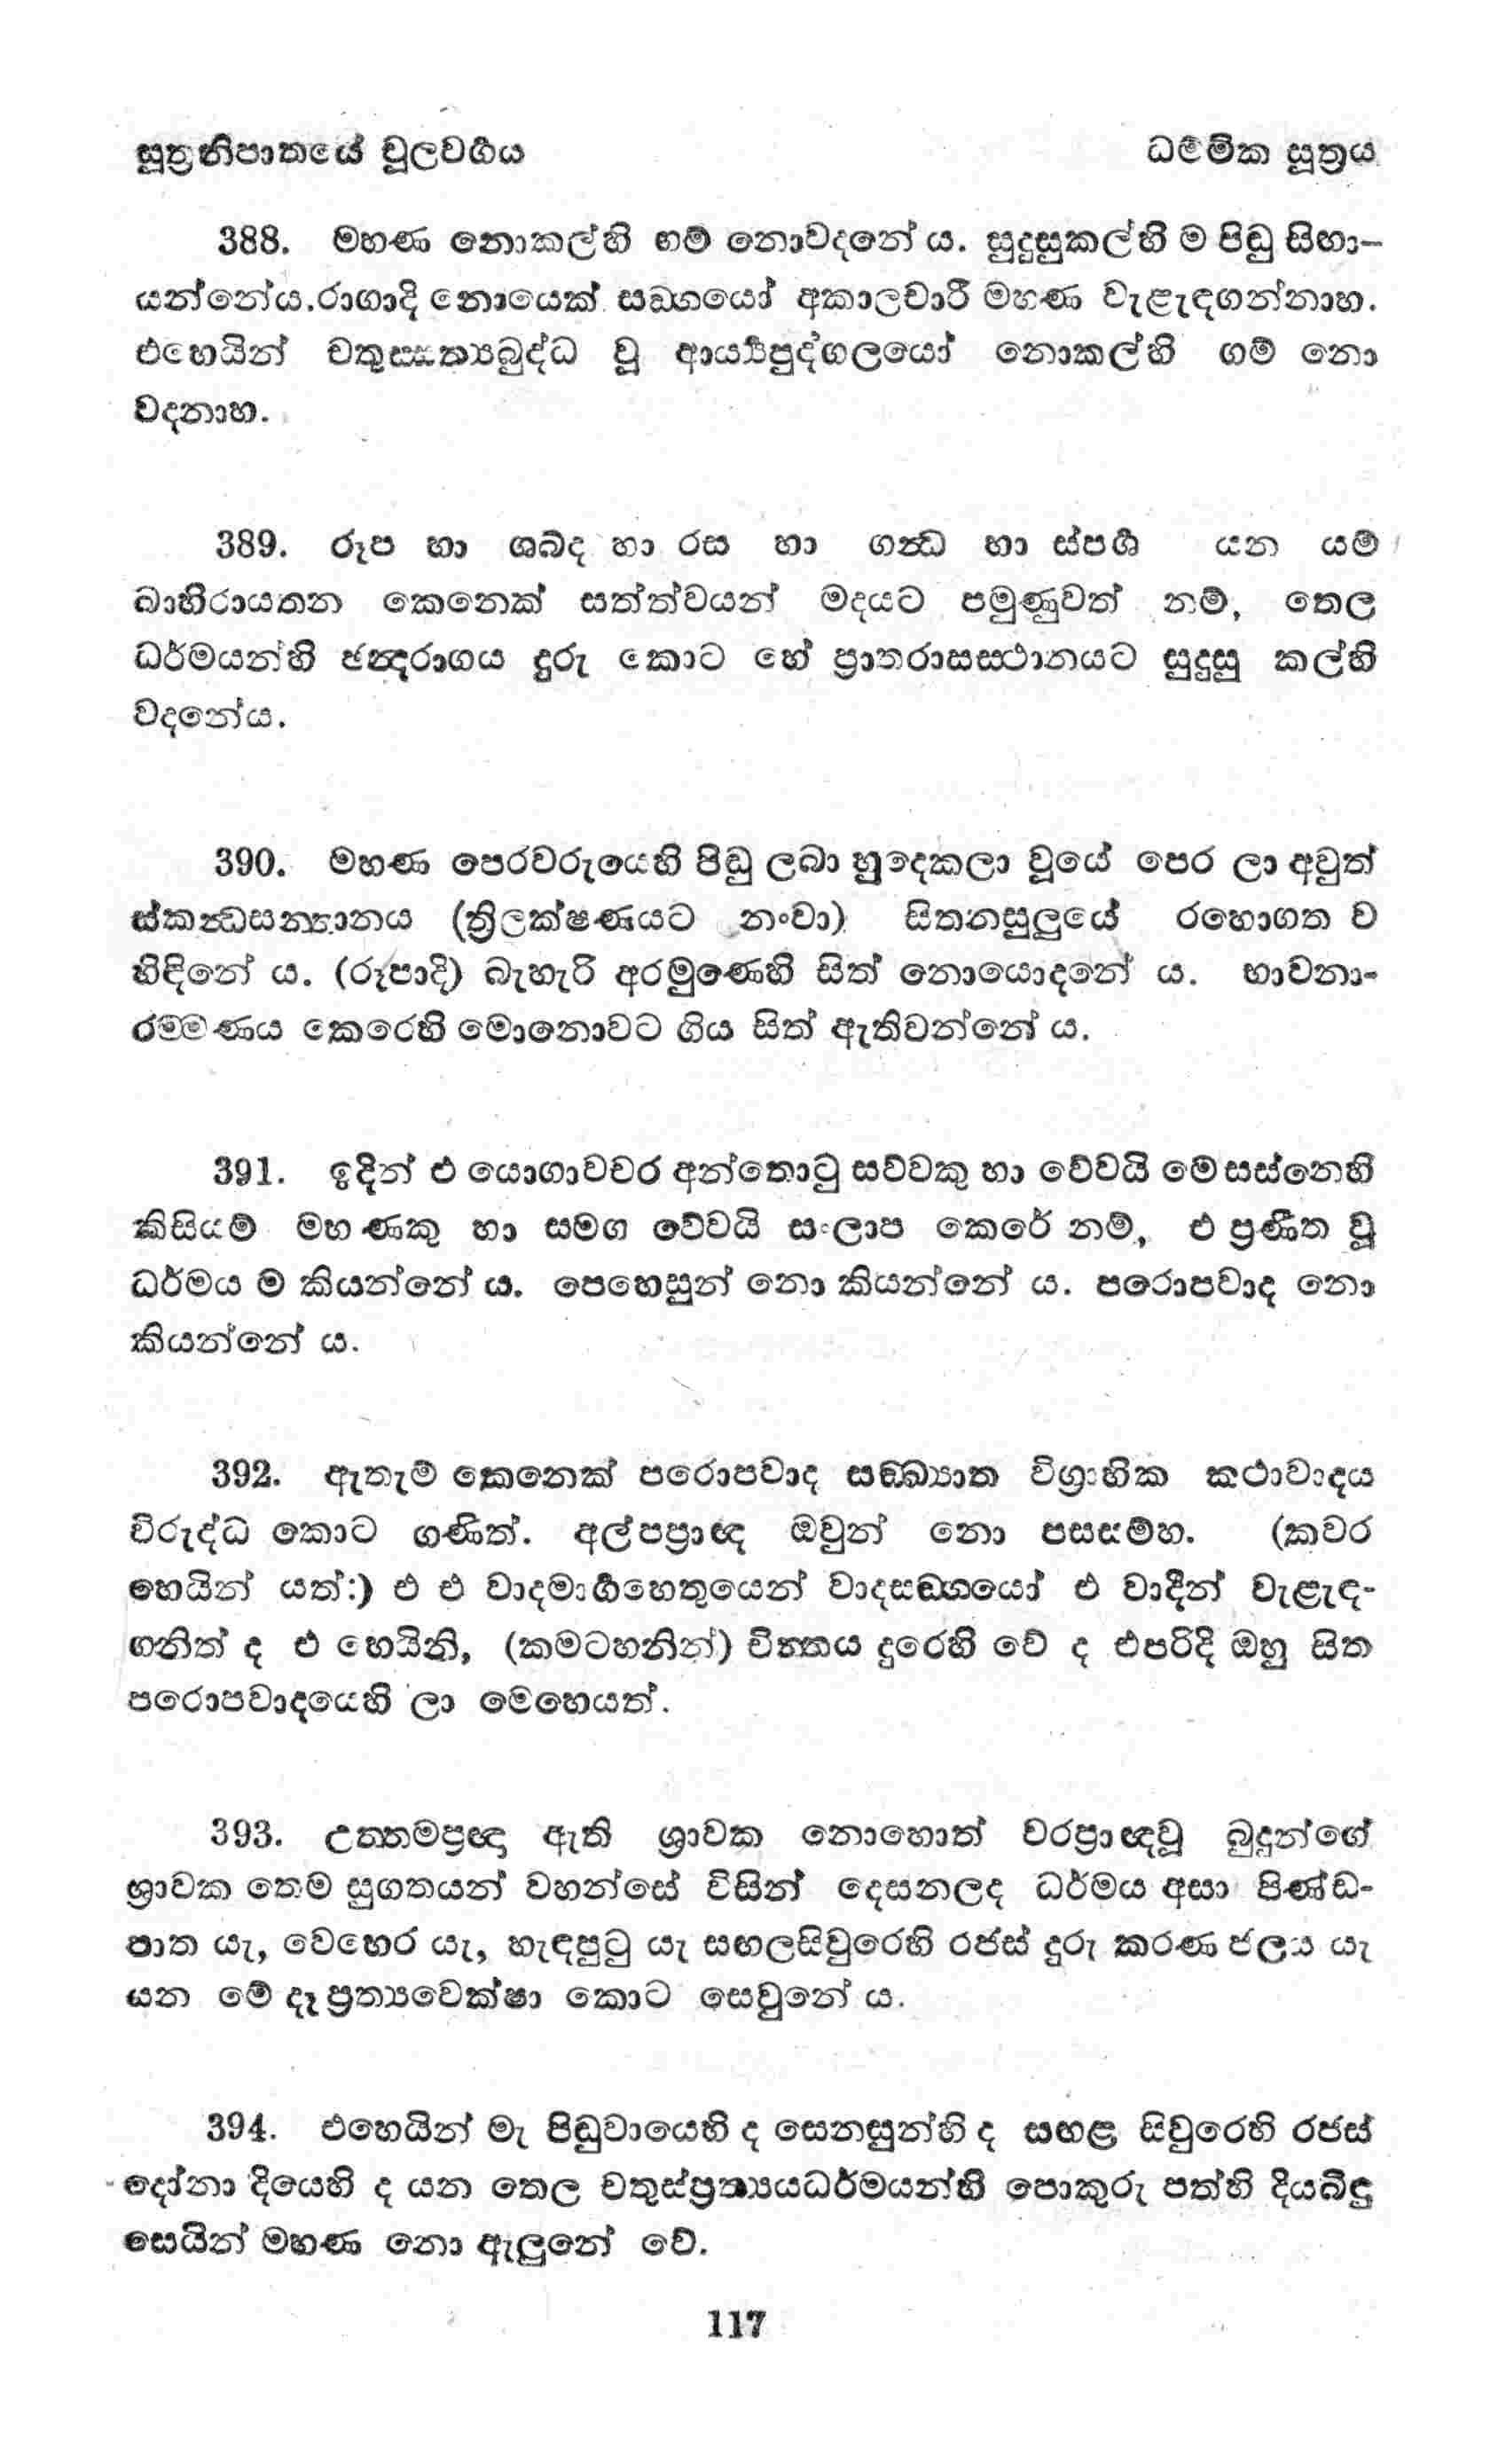 සූත්‍රනිපාතයේ චූලවර්‍ගය
ධම්මික සූත්‍රය
388. මහණ නොකල්හි ගම් නොවදනේ ය. සුදුසුකල්හි ම පිඬු සිඟා-
යන්නේය.රාගාදි නොයෙක් සඞ්ගයෝ අකාලචාරී මහණ වැළැඳගන්නාහ.
එහෙයින් චතුස්සත්‍යබුද්ධ වූ ආර්‍ය්‍යපුද්ගලයෝ නොකල්හි ගම් නො
වදනාහ.
389. රූප හා ශබ්ද හා රස හා ගන්‍ධ හා ස්පර්‍ශ යන යම්
බාහිරායතන කෙනෙක් සත්ත්වයන් මදයට පමුණුවත් නම්, තෙල
ධර්මයන්හි ඡන්‍දරාගය දුරු කොට හේ ප්‍රාතරාසස්ථානයට සුදුසු කල්හි
වදනේය.
390. මහණ පෙරවරුයෙහි පිඬු ලබා හුදෙකලා වූයේ පෙර ලා අවුත්
ස්කන්‍ධසන්තානය (ත්‍රිලක්ෂණයට නංවා) සිතනසුලුයේ රහොගත ව
හිඳිනේ ය. (රූපාදි) බැහැරි අරමුණෙහි සිත් නොයොදනේ ය. භාවනා-
රම්මණය කෙරෙහි මොනොවට ගිය සිත් ඇතිවන්නේ ය.
391. ඉදින් එ යොගාවචර අන්තොටු සව්වකු හා වේවයි මේ සස්නෙහි
කිසියම් මහණකු හා සමග වේවයි සංලාප කෙරේ නම්, එ ප්‍රණීත වූ
ධර්මය ම කියන්නේ ය. පෙහෙසුන් නො කියන්නේ ය. පරොපවාද නො
කියන්නේ ය.
392. ඇතැම් කෙනෙක් පරොපවාද සඞ්ඛ්‍යාත විග්‍රාහික කථාවාදය
විරුද්ධ කොට ගණිත්. අල්පප්‍රාඥ ඔවුන් නො පසසම්හ. (කවර
හෙයින් යත්:) එ එ වාදමාර්‍ගහෙතුයෙන් වාදසඞ්ගයෝ එ වාදීන් වැළැඳ-
ගනිත් ද එ හෙයිනි, (කමටහනින්) චිත්තය දුරෙහි වේ ද එපරිදි ඔහු සිත
පරොපවාදයෙහි ලා මෙහෙයත්.
393. උත්තමප්‍රඥා ඇති ශ්‍රාවක නොහොත් වරප්‍රාඥවූ බුදුන්ගේ
ශ්‍රාවක තෙම සුගතයන් වහන්සේ විසින් දෙසනලද ධර්මය අසා පිණ්ඩ-
පාත යැ, වෙහෙර යැ, හැඳපුටු යැ සඟලසිවුරෙහි රජස් දුරු කරණ ජලය යැ
යන මේ දෑ ප්‍රත්‍යවෙක්ෂා කොට සෙවුනේ ය.
394. එහෙයින් මැ පිඬුවායෙහි ද සෙනසුන්හි ද සඟළ සිවුරෙහි රජස්
දෝනා දියෙහි ද යන තෙල චතුස්ප්‍රත්‍යයධර්මයන්හි පොකුරු පත්හි දියබිඳු
සෙයින් මහණ නො ඇලුනේ වේ.
117